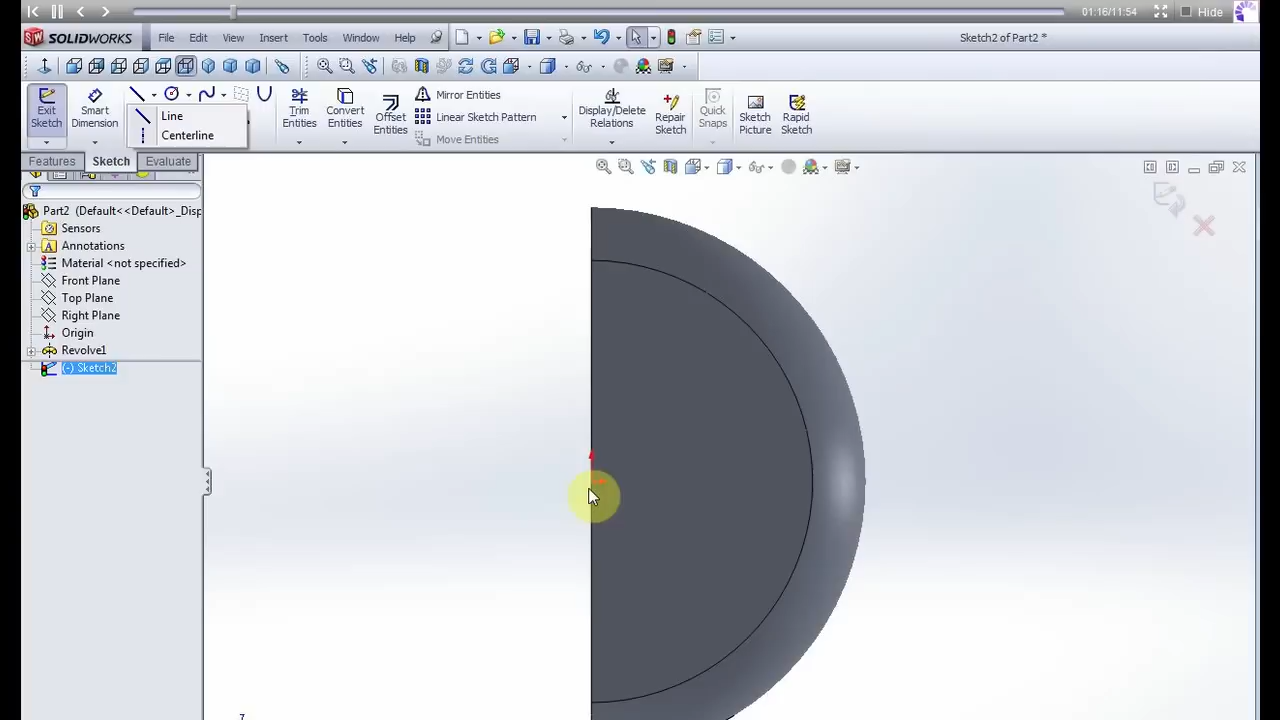 01:16/11:54
Hide
SW SOLIDWORKS
File Edit View Insert Tools Window Help
Sketch2 of Part2 *
Exit Sketch
Smart Dimension
Line
Centerline
Trim Entities
Convert Entities
Offset Entities
Mirror Entities
Linear Sketch Pattern
Move Entities
Display/Delete Relations
Repair Sketch
Quick Snaps
Sketch Picture
Rapid Sketch
Features Sketch Evaluate
Part2 (Default<<Default>_Disp
Sensors
A Annotations
Material <not specified>
Front Plane
Top Plane
Right Plane
Origin
Revolve1
(-) Sketch2